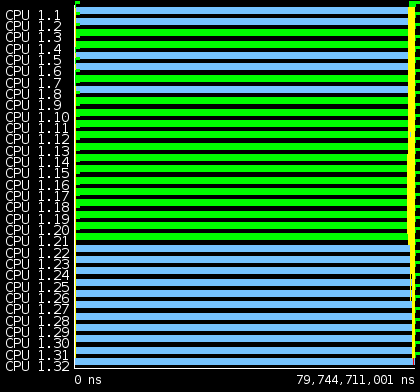 CPU 1.1
CPU 1.2
CPU 1.3
CPU 1.4
CPU 1.5
CPU 1.6
CPU 1.7
CPU 1.8
CPU 1.9
CPU 1.10
CPU 1.11
CPU 1.12
CPU 1.13
CPU 1.14
CPU 1.15
CPU 1.16
CPU 1.17
CPU 1.18
CPU 1.19
CPU 1.20
CPU 1.21
CPU 1.22
CPU 1.23
CPU 1.24
CPU 1.25
CPU 1.26
CPU 1.27
CPU 1.28
CPU 1.29
CPU 1.30
CPU 1.31
CPU 1.32
0 ns 79,744,711,001 ns